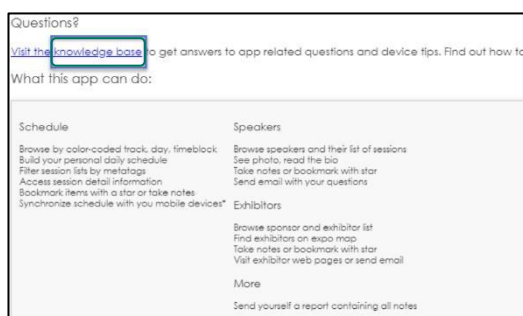 Questions?
Visit the knowledge base to get answers to app related questions and device tips. Find out how to
What this app can do:
Schedule
Browse by color-coded track, day, timeblock
Build your personal daily schedule
Filter session lists by metatags
Access session detail information
Bookmark items with a star or take notes
Synchronize schedule with you mobile devices*
Speakers
Browse speakers and their list of sessions
See photo, read the bio
Take notes or bookmark with star
Send email with your questions
Exhibitors
Browse sponsor and exhibitor list
Find exhibitors on expo map
Take notes or bookmark with star
Visit exhibitor web pages or send email
More
Send yourself a report containing all notes